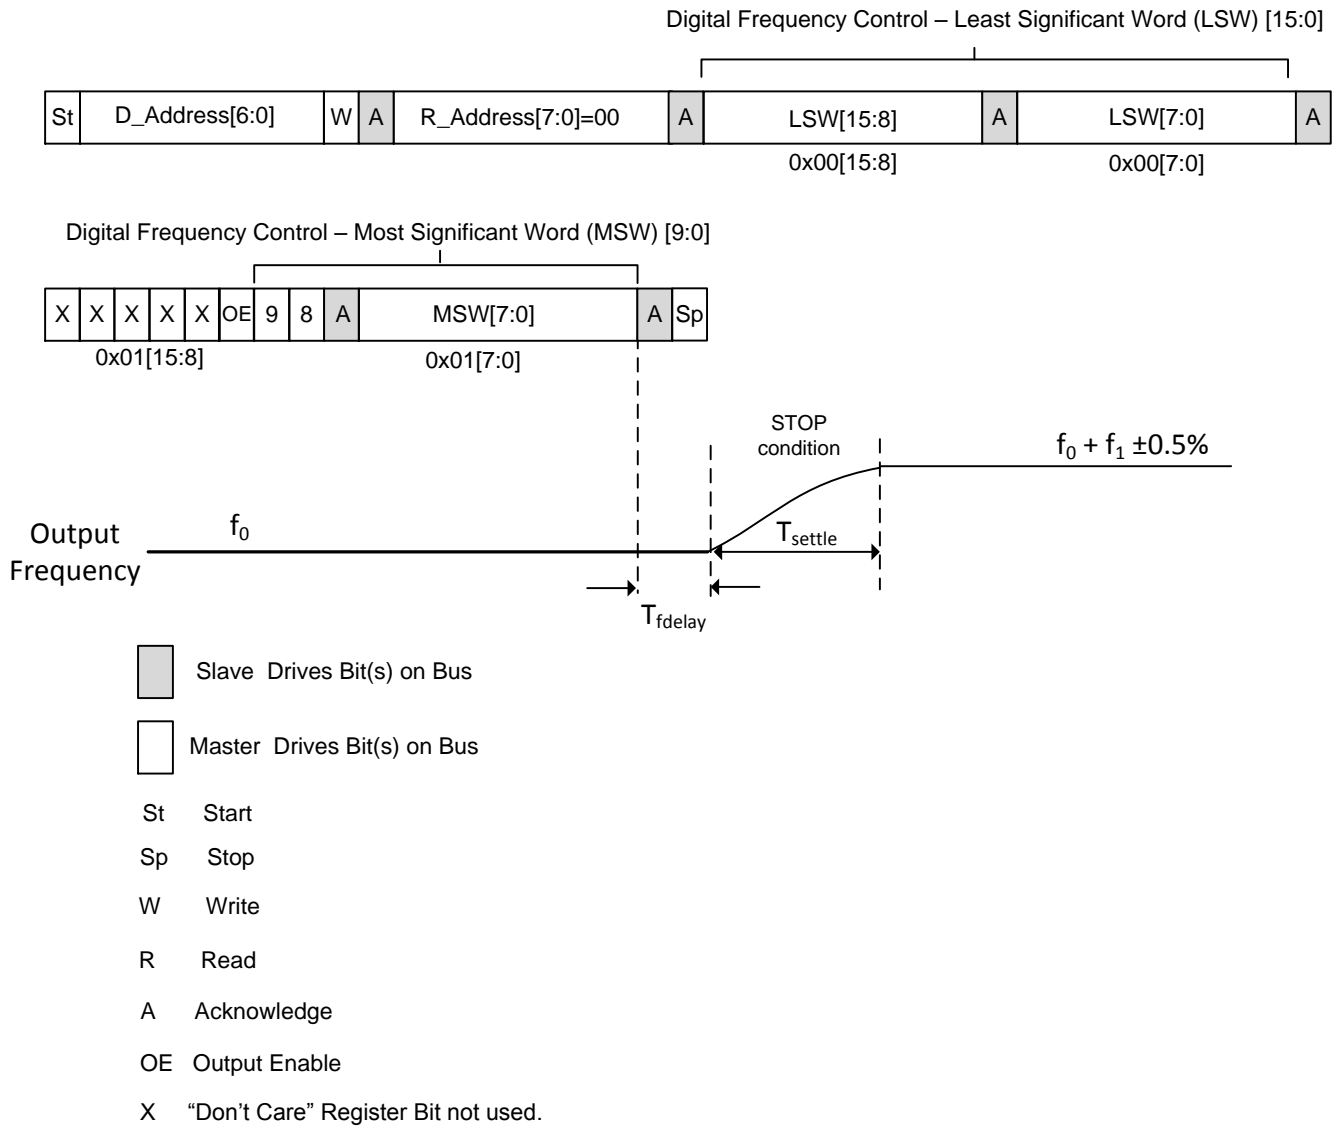 Digital Frequency Control – Least Significant Word (LSW) [15:0]
St D_Address[6:0] W A R_Address[7:0]=00 A LSW[15:8] A LSW[7:0] A
0x00[15:8] 0x00[7:0]
Digital Frequency Control – Most Significant Word (MSW) [9:0]
X X X X X OE 9 8 A MSW[7:0] A Sp
0x01[15:8] 0x01[7:0]
STOP
condition
f0 + f1 ±0.5%
f0
Output
Frequency
Tsettle
Tfdelay
Slave Drives Bit(s) on Bus
Master Drives Bit(s) on Bus
St Start
Sp Stop
W Write
R Read
A Acknowledge
OE Output Enable
X “Don’t Care” Register Bit not used.